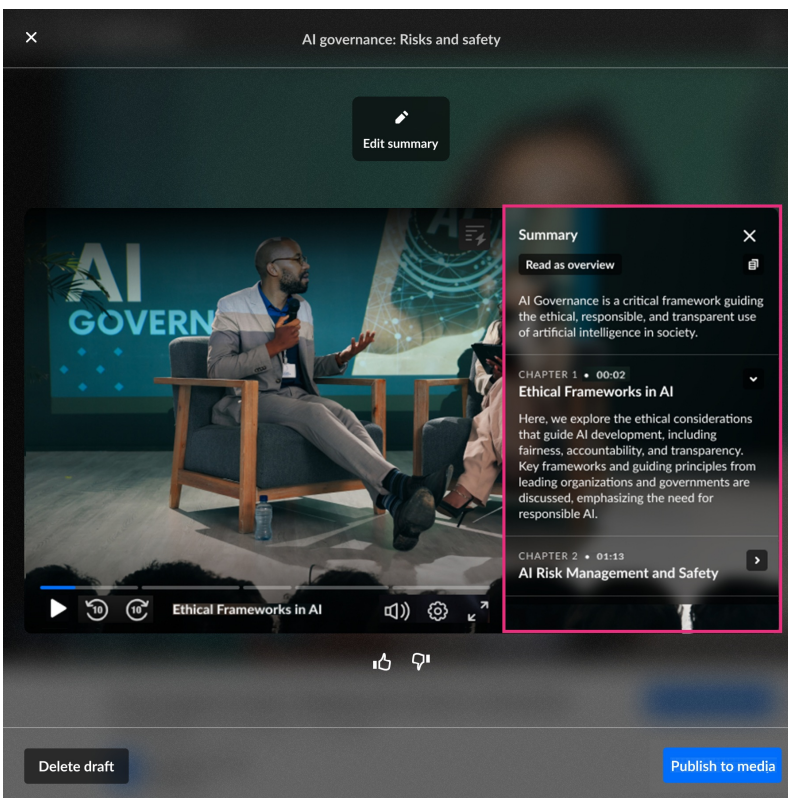 AI governance: Risks and safety
Edit summary
AI
GOVERN
AI
Summary
Read as overview
AI Governance is a critical framework guiding
the ethical, responsible, and transparent use
of artificial intelligence in society.
CHAPTER 1 • 00:02
Ethical Frameworks in AI
Here, we explore the ethical considerations
that guide AI development, including
fairness, accountability, and transparency.
Key frameworks and guiding principles from
leading organizations and governments are
discussed, emphasizing the need for
responsible AI.
CHAPTER 2 • 01:13
AI Risk Management and Safety
10
10
Ethical Frameworks in AI
Delete draft
Publish to media